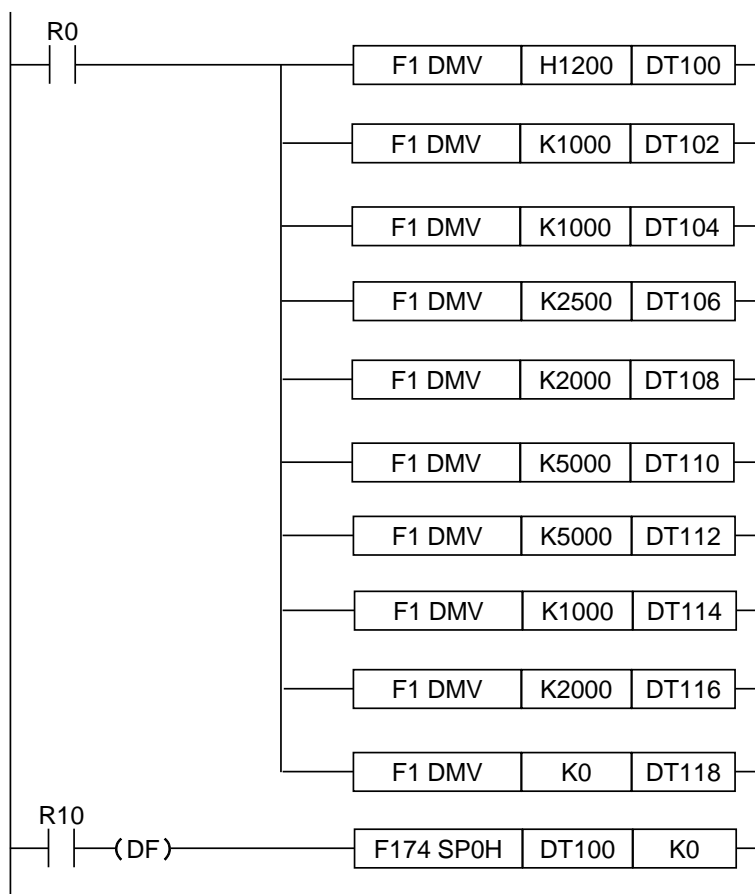 R0
F1 DMV H1200 DT100
F1 DMV K1000 DT102
F1 DMV K1000 DT104
F1 DMV K2500 DT106
F1 DMV K2000 DT108
F1 DMV K5000 DT110
F1 DMV K5000 DT112
F1 DMV K1000 DT114
F1 DMV K2000 DT116
F1 DMV K0 DT118
R10
(DF) F174 SP0H DT100 K0